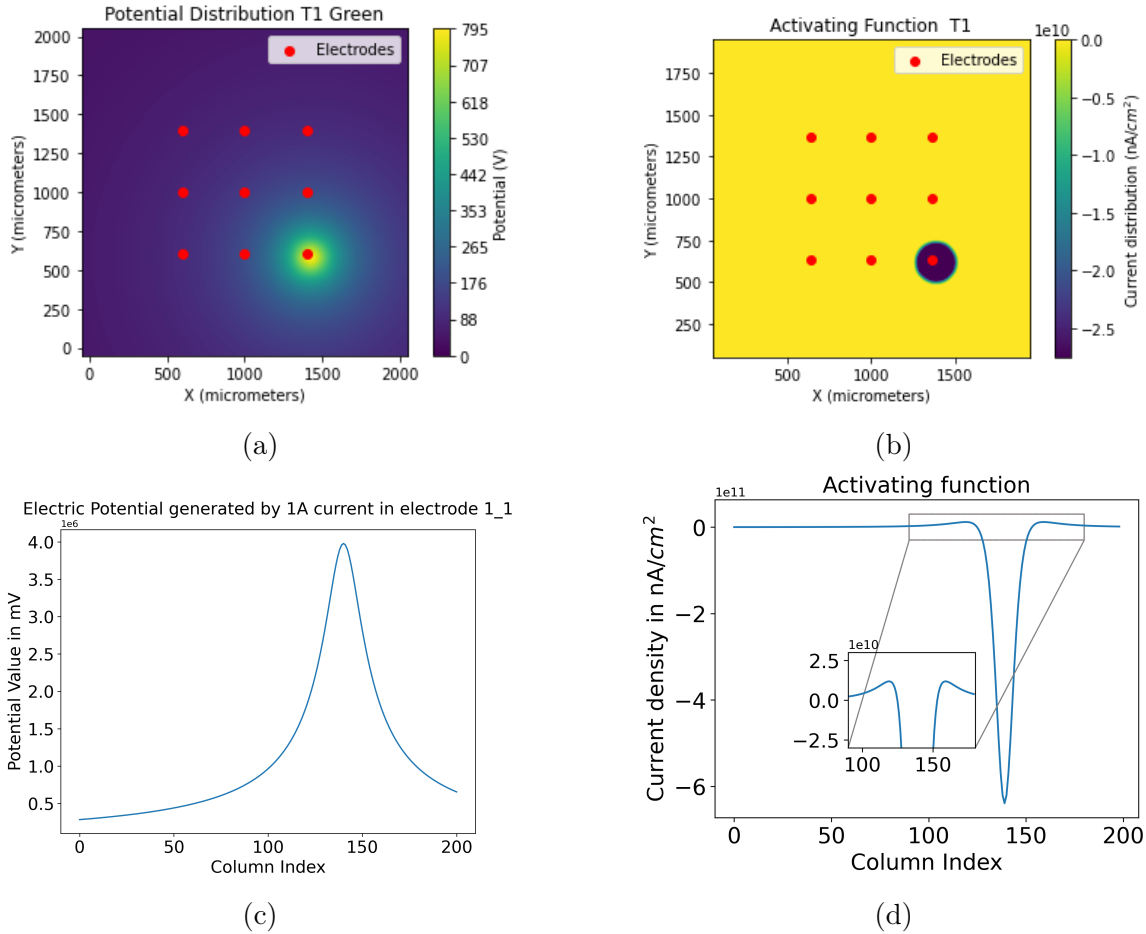 Potential Distribution T1 Green
Electrodes
2000
1750
1500
1250
1000
750
500
250
0
Y (micrometers)
0 500 1000 1500 2000
X (micrometers)
795
707
618
530
442
353
265
176
88
0
Potential (V)
(a)
Activating Function T1
Electrodes
1750
1500
1250
1000
750
500
250
Y (micrometers)
500 1000 1500
X (micrometers)
1e10
0.0
−0.5
−1.0
−1.5
−2.0
−2.5
Current distribution (nA/cm²)
(b)
Electric Potential generated by 1A current in electrode 1_1
1e6
4.0
3.5
3.0
2.5
2.0
1.5
1.0
0.5
Potential Value in mV
0 50 100 150 200
Column Index
(c)
Activating function
1e11
0
−2
−4
−6
Current density in nA/cm²
1e10
2.5
0.0
−2.5
100 150
0 50 100 150 200
Column Index
(d)